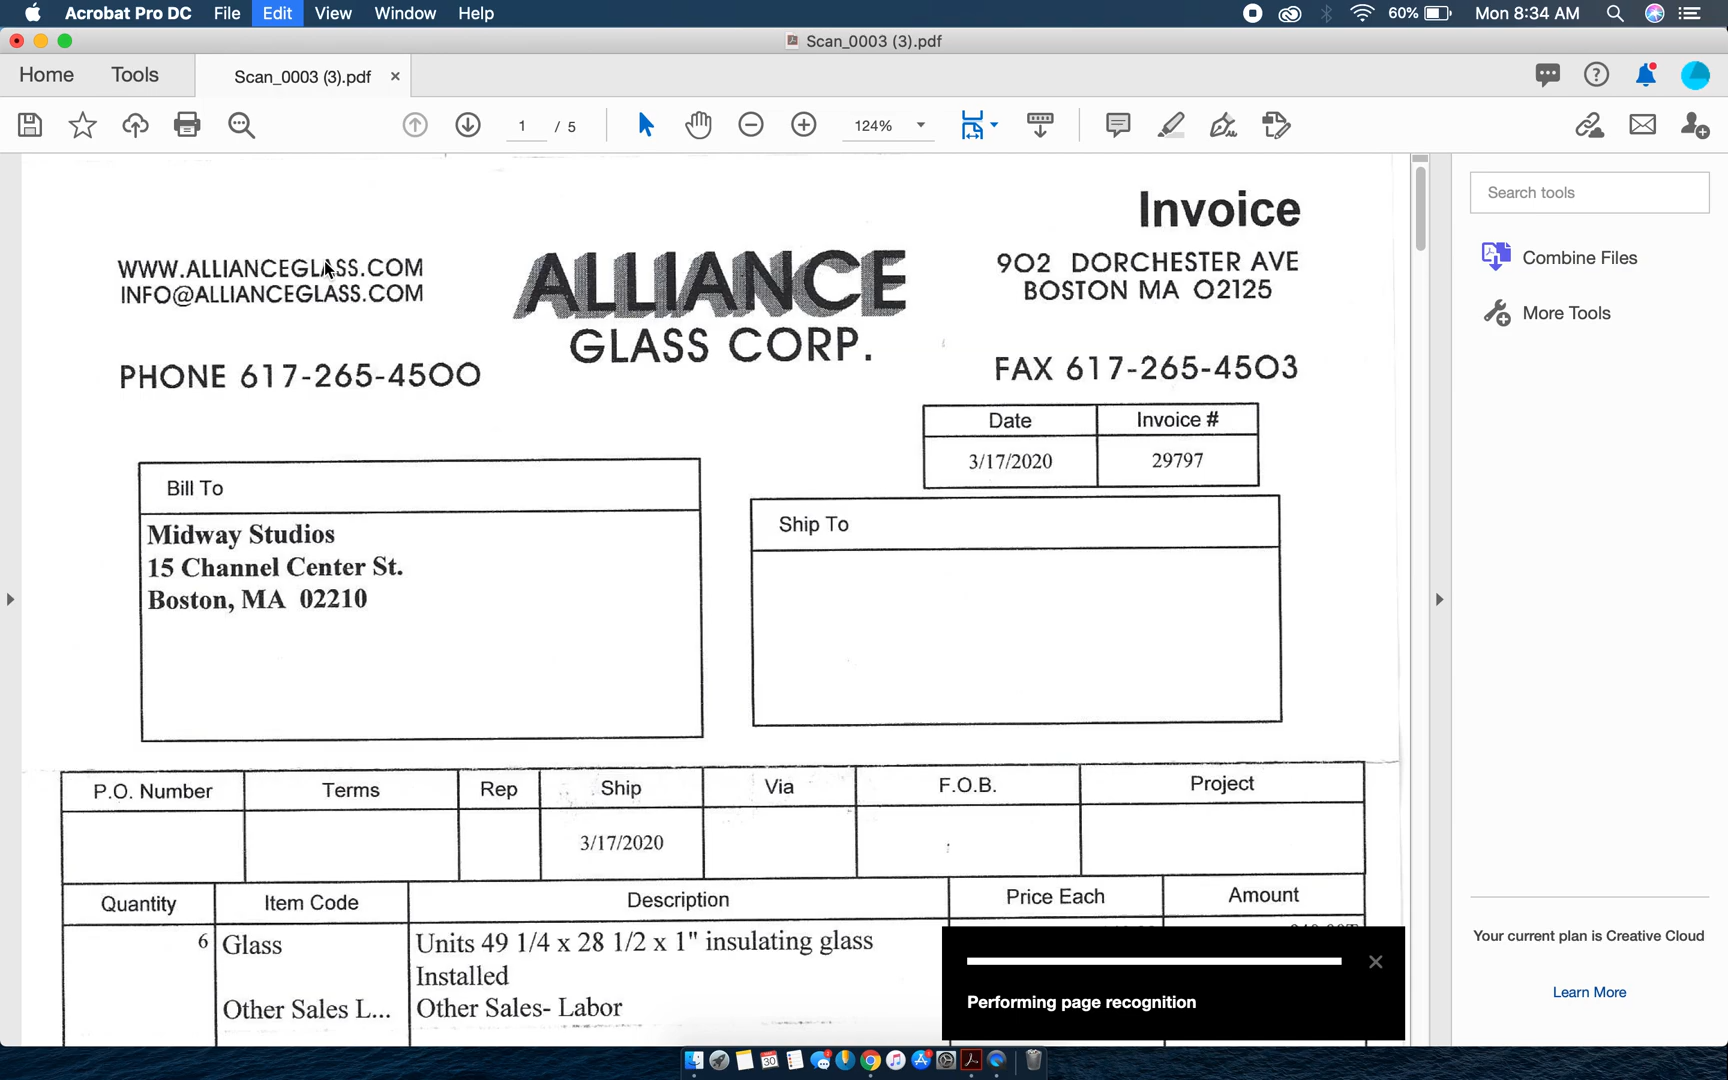 Acrobat Pro DC File Edit View Window Help 60% Mon 8:34 AM
Scan_0003 (3).pdf
Home Tools Scan_0003 (3).pdf
1 / 5 124%
Invoice
WWW.ALLIANCEGLASS.COM
INFO@ALLIANCEGLASS.COM
PHONE 617-265-4500
ALLIANCE
GLASS CORP.
902 DORCHESTER AVE
BOSTON MA 02125
FAX 617-265-4503
Date Invoice #
3/17/2020 29797
Bill To
Midway Studios
15 Channel Center St.
Boston, MA 02210
Ship To
P.O. Number Terms Rep Ship Via F.O.B. Project
3/17/2020
Quantity Item Code Description Price Each Amount
6 Glass Units 49 1/4 x 28 1/2 x 1" insulating glass
Installed
Other Sales L... Other Sales- Labor
Performing page recognition
Search tools
Combine Files
More Tools
Your current plan is Creative Cloud
Learn More
30